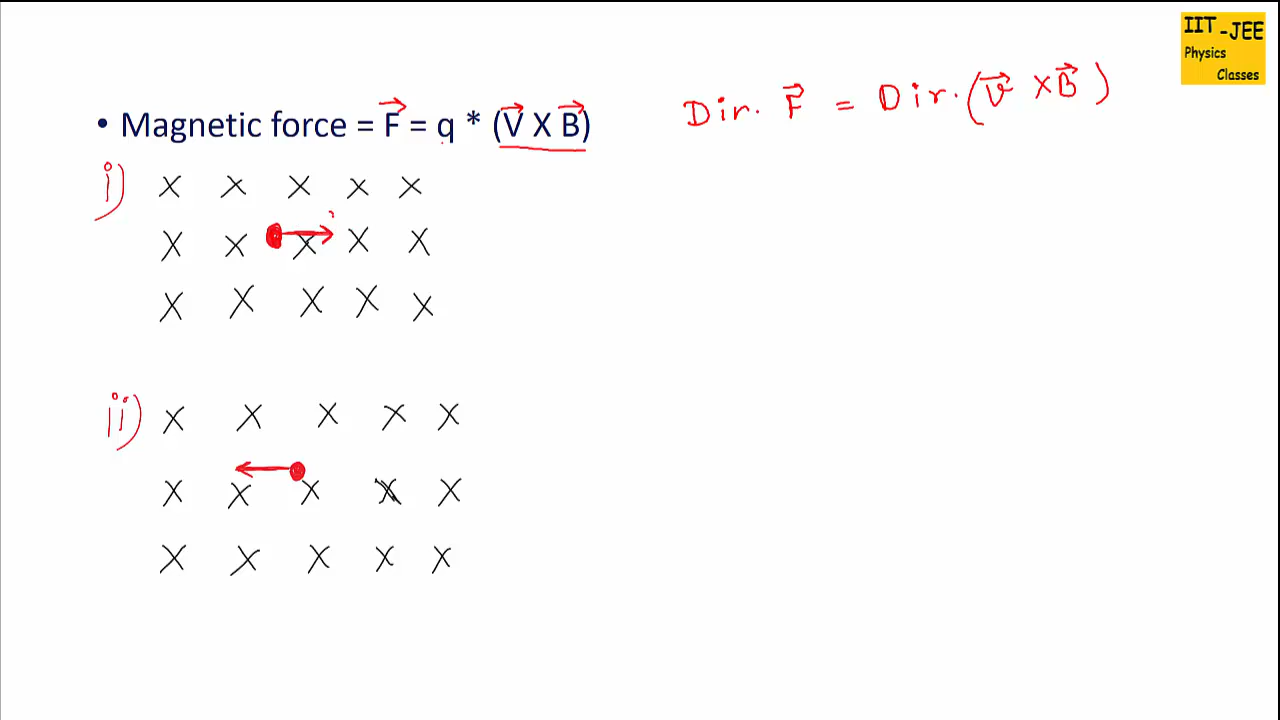 IIT-JEE
Physics
Classes
Dir. F⃗ = Dir. (v⃗ X B⃗)
• Magnetic force = F⃗ = q * (V⃗ X B⃗)
i) X X X X X
X X X X X
X X X X X
ii) X X X X X
X X X X X
X X X X X